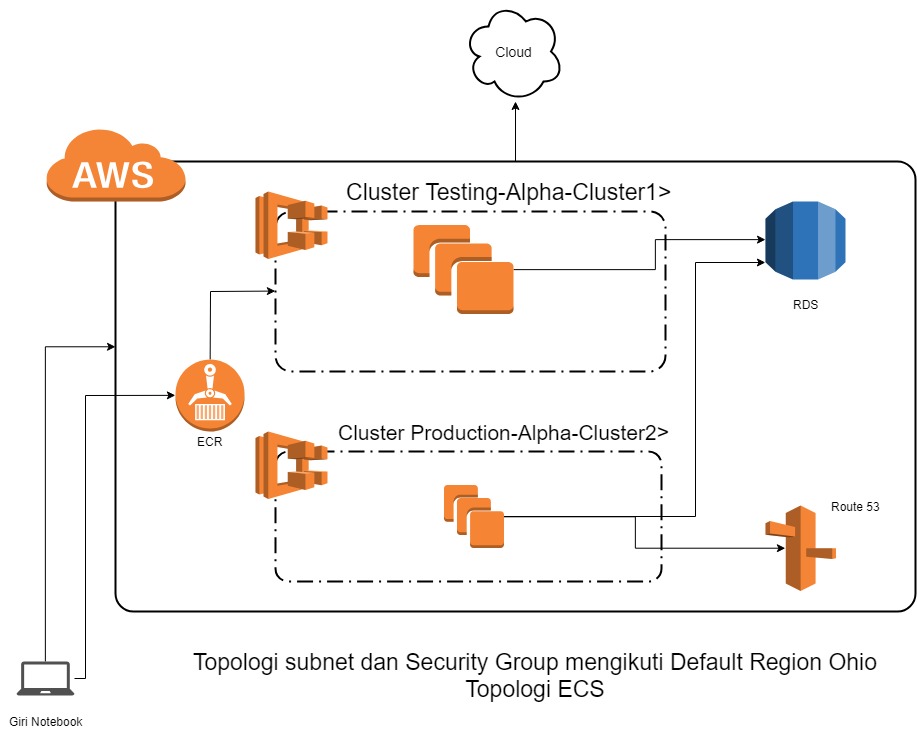 Cloud
AWS
Cluster Testing-Alpha-Cluster1>
RDS
ECR
Cluster Production-Alpha-Cluster2>
Route 53
Topologi subnet dan Security Group mengikuti Default Region Ohio
Topologi ECS
Giri Notebook